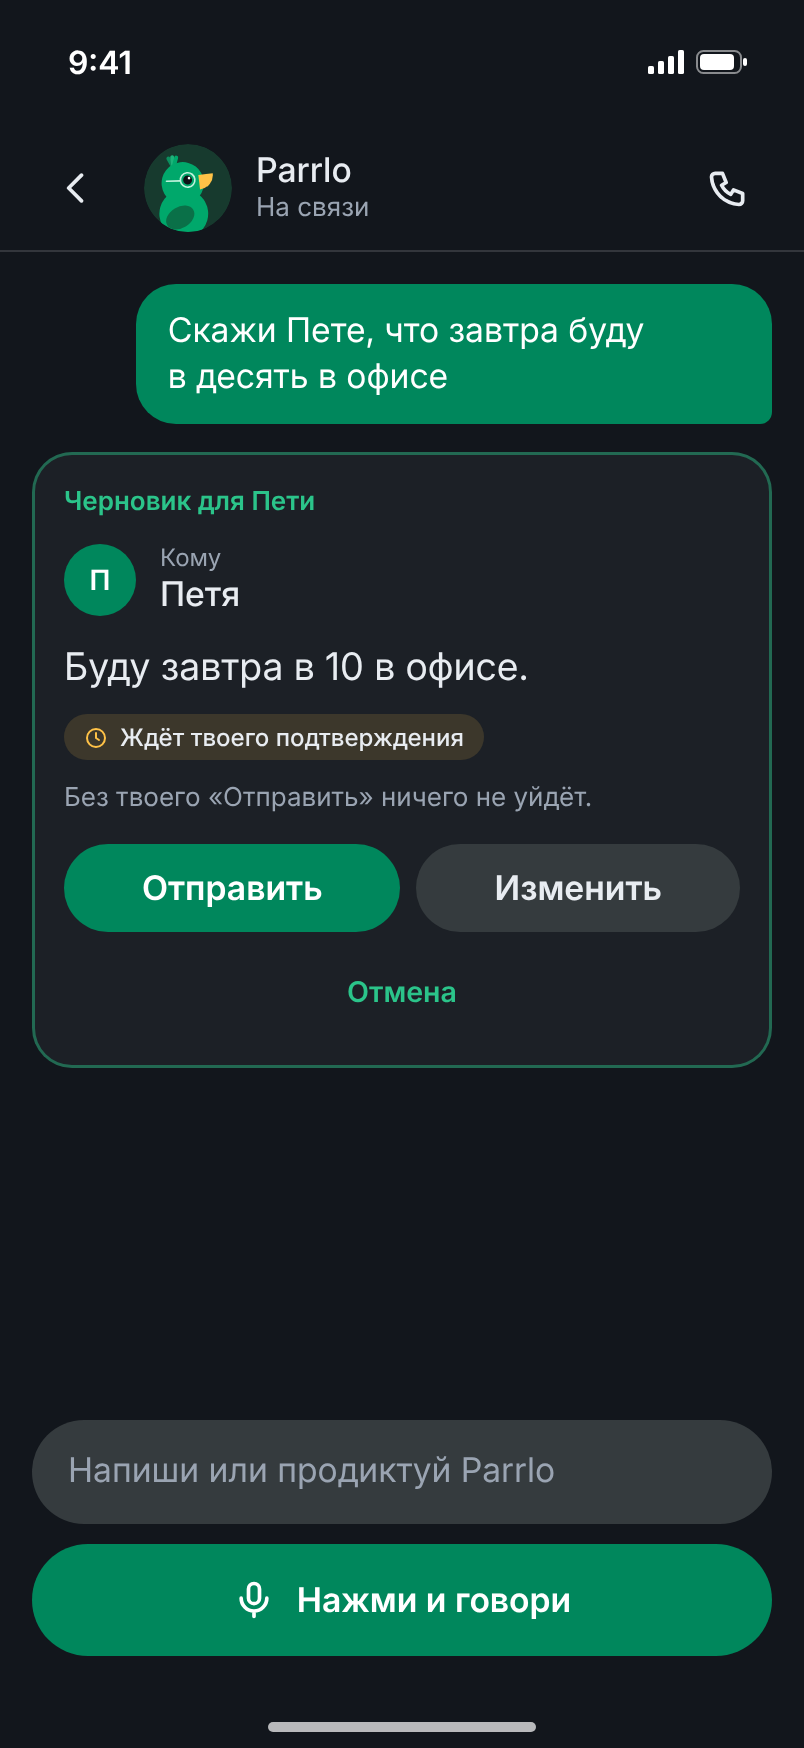 9:41
Parrlo
На связи
Скажи Пете, что завтра буду
в десять в офисе
Черновик для Пети
П
Кому
Петя
Буду завтра в 10 в офисе.
Ждёт твоего подтверждения
Без твоего «Отправить» ничего не уйдёт.
Отправить
Изменить
Отмена
Напиши или продиктуй Parrlo
Нажми и говори